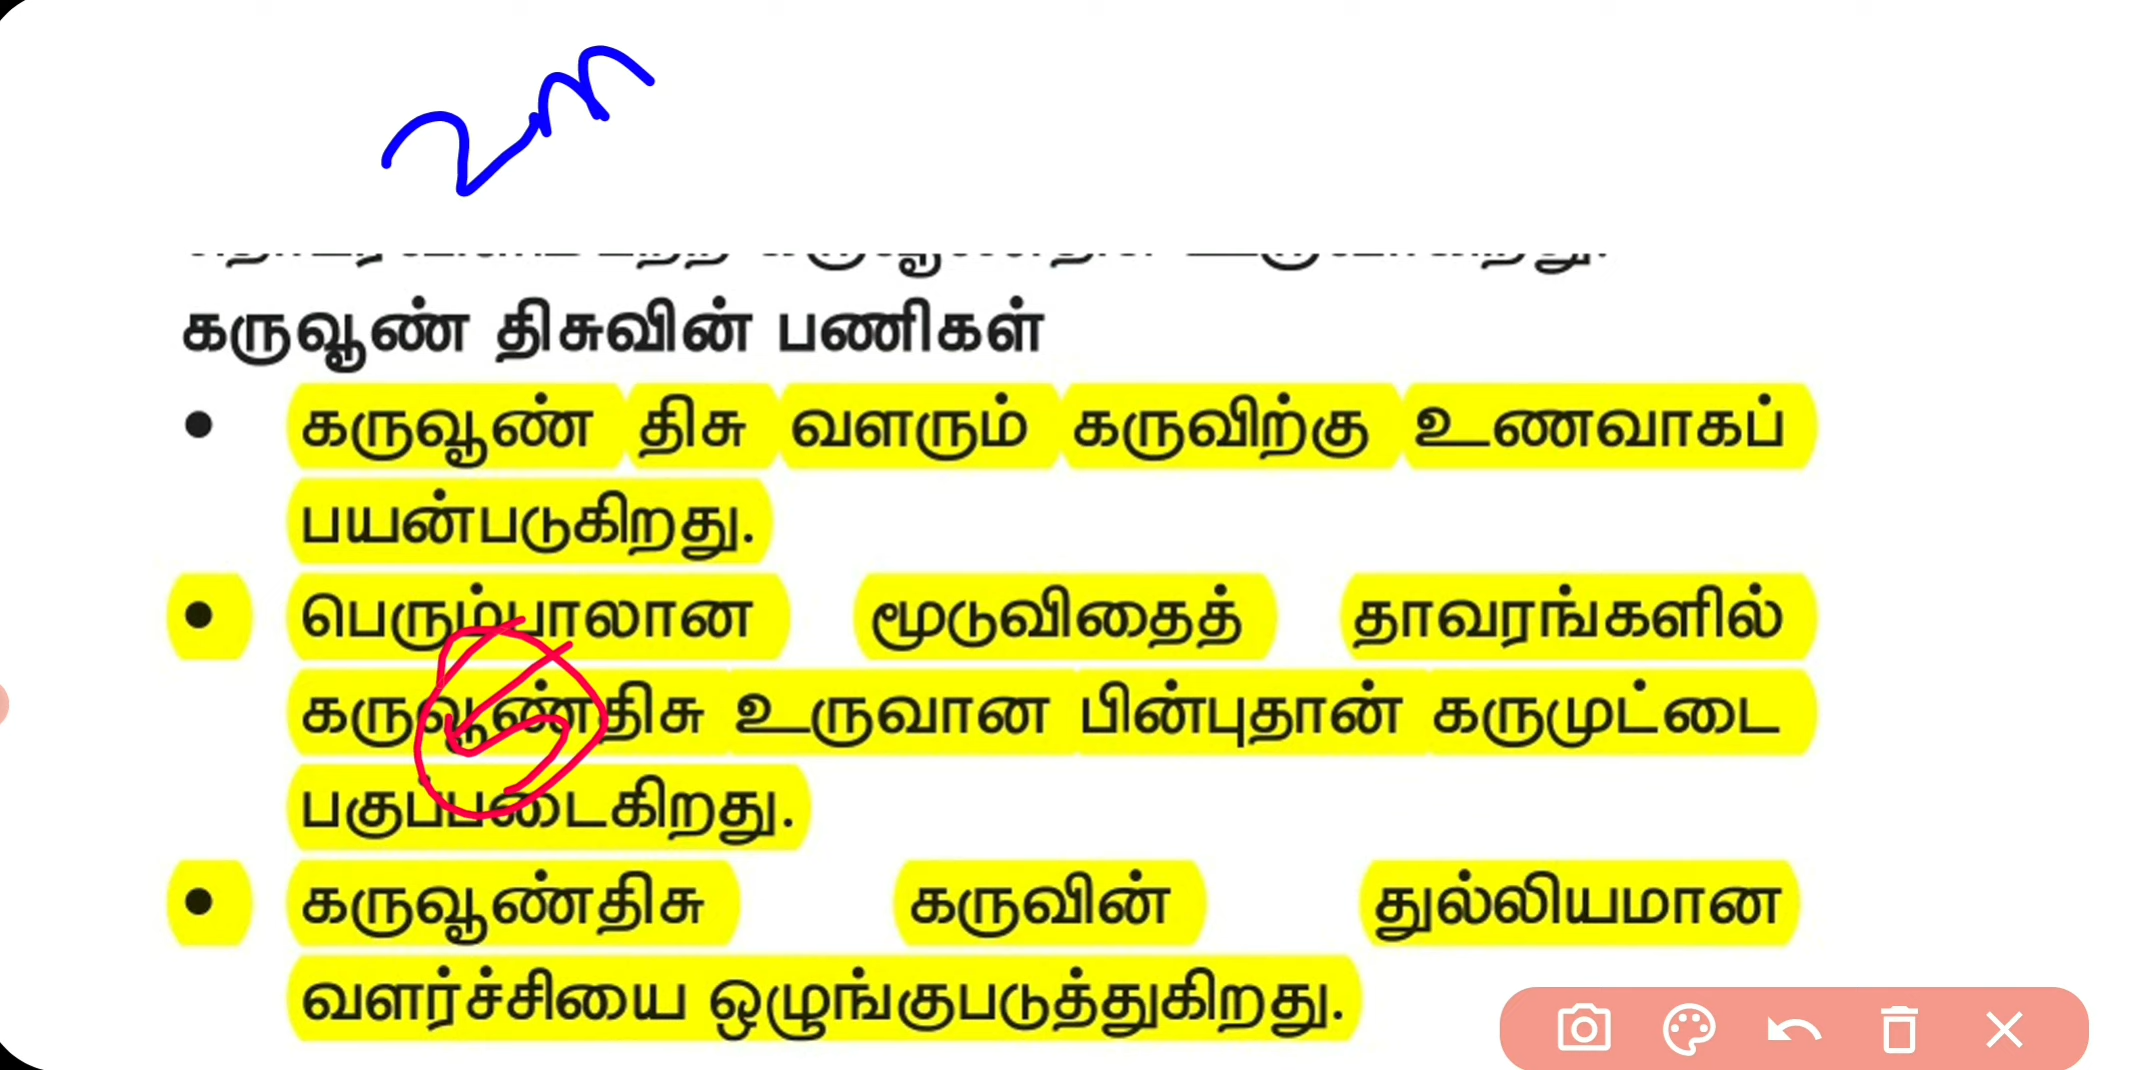 2m
கருவூண் திசுவின் பணிகள்
• கருவூண் திசு வளரும் கருவிற்கு உணவாகப்
பயன்படுகிறது.
• பெரும்பாலான மூடுவிதைத் தாவரங்களில்
கருவூண்திசு உருவான பின்புதான் கருமுட்டை
பகுப்படைகிறது.
• கருவூண்திசு கருவின் துல்லியமான
வளர்ச்சியை ஒழுங்குபடுத்துகிறது.